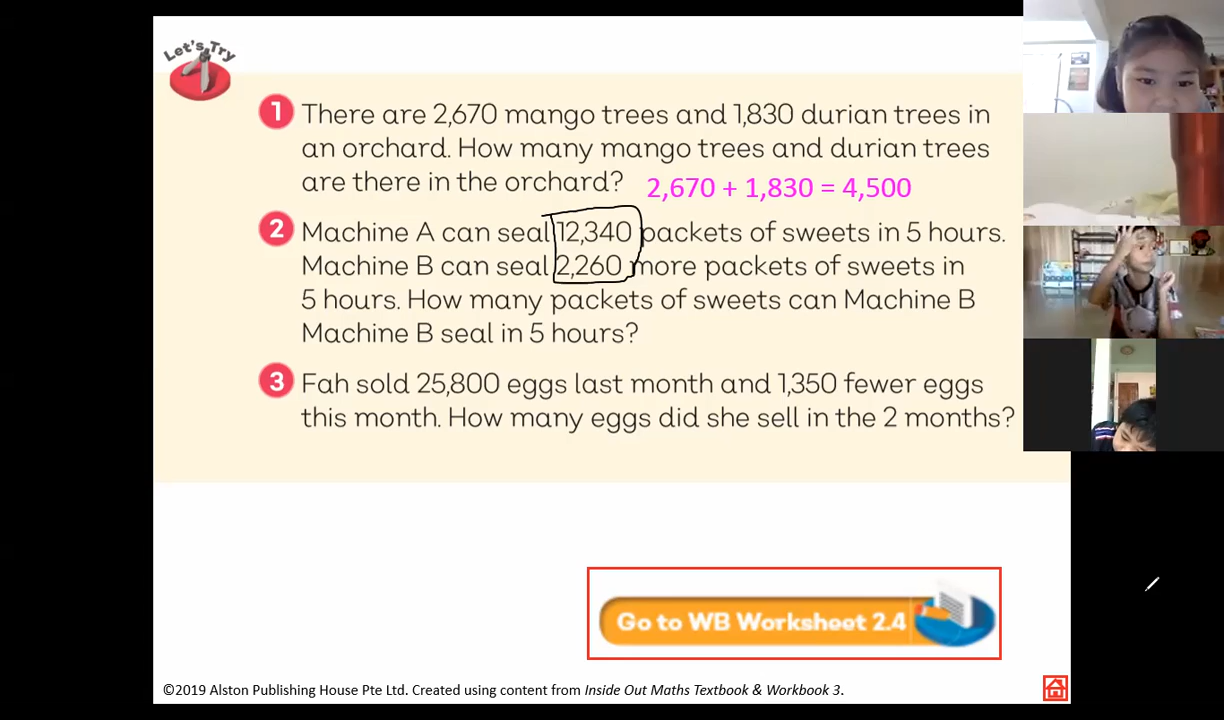 Let's Try
1 There are 2,670 mango trees and 1,830 durian trees in
an orchard. How many mango trees and durian trees
are there in the orchard? 2,670 + 1,830 = 4,500
2 Machine A can seal 12,340 packets of sweets in 5 hours.
Machine B can seal 2,260 more packets of sweets in
5 hours. How many packets of sweets can Machine B
Machine B seal in 5 hours?
3 Fah sold 25,800 eggs last month and 1,350 fewer eggs
this month. How many eggs did she sell in the 2 months?
Go to WB Worksheet 2.4
©2019 Alston Publishing House Pte Ltd. Created using content from Inside Out Maths Textbook & Workbook 3.